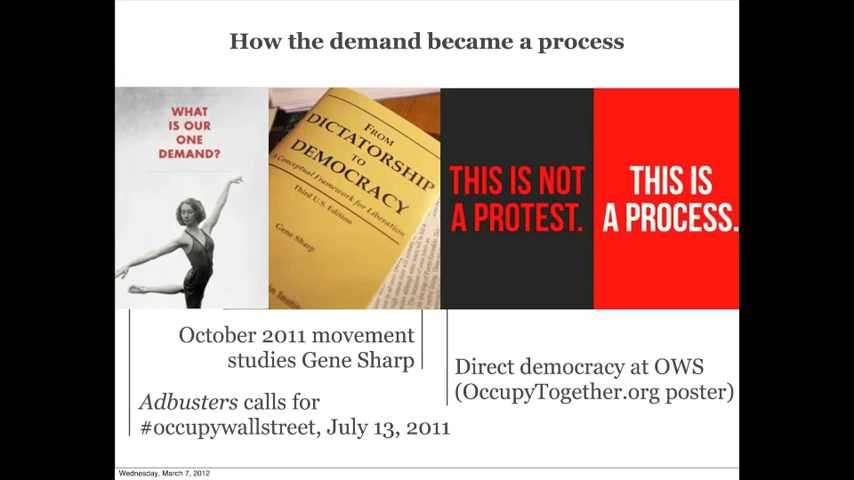 How the demand became a process
WHAT
IS OUR
ONE
DEMAND?
FROM
DICTATORSHIP
TO
DEMOCRACY
A Conceptual Framework for Liberation
Third U.S. Edition
Gene Sharp
THIS IS NOT
A PROTEST.
THIS IS
A PROCESS.
October 2011 movement
studies Gene Sharp
Adbusters calls for
#occupywallstreet, July 13, 2011
Direct democracy at OWS
(OccupyTogether.org poster)
Wednesday, March 7, 2012